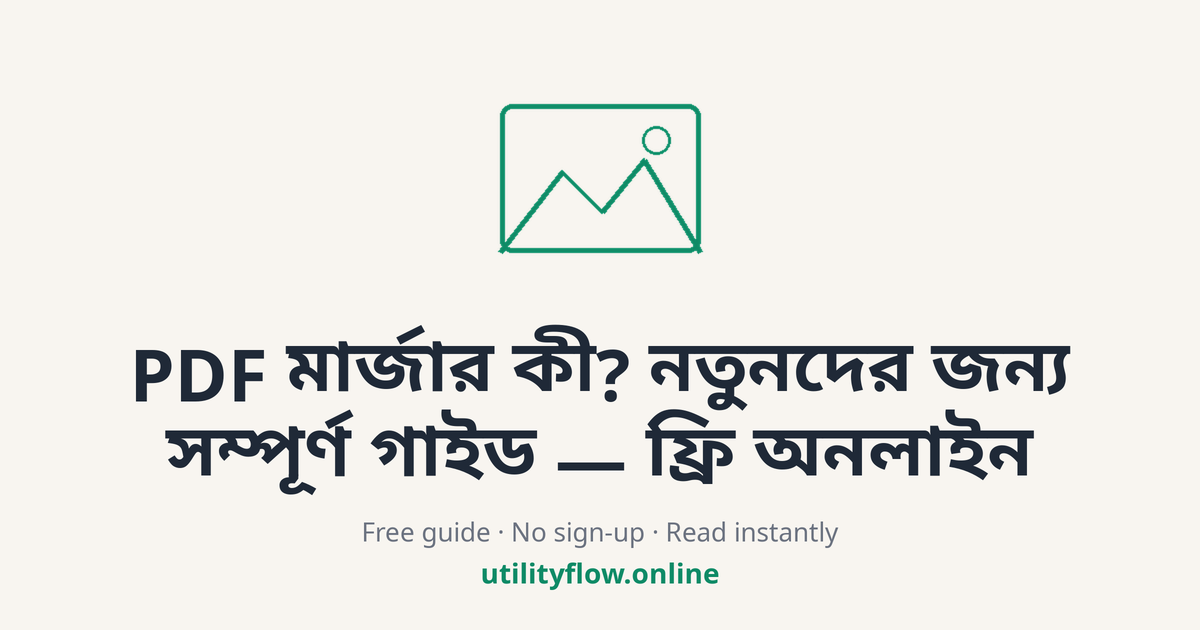 PDF মার্জার কী? নতুনদের জন্য
সম্পূর্ণ গাইড — ফ্রি অনলাইন
Free guide · No sign-up · Read instantly
utilityflow.online